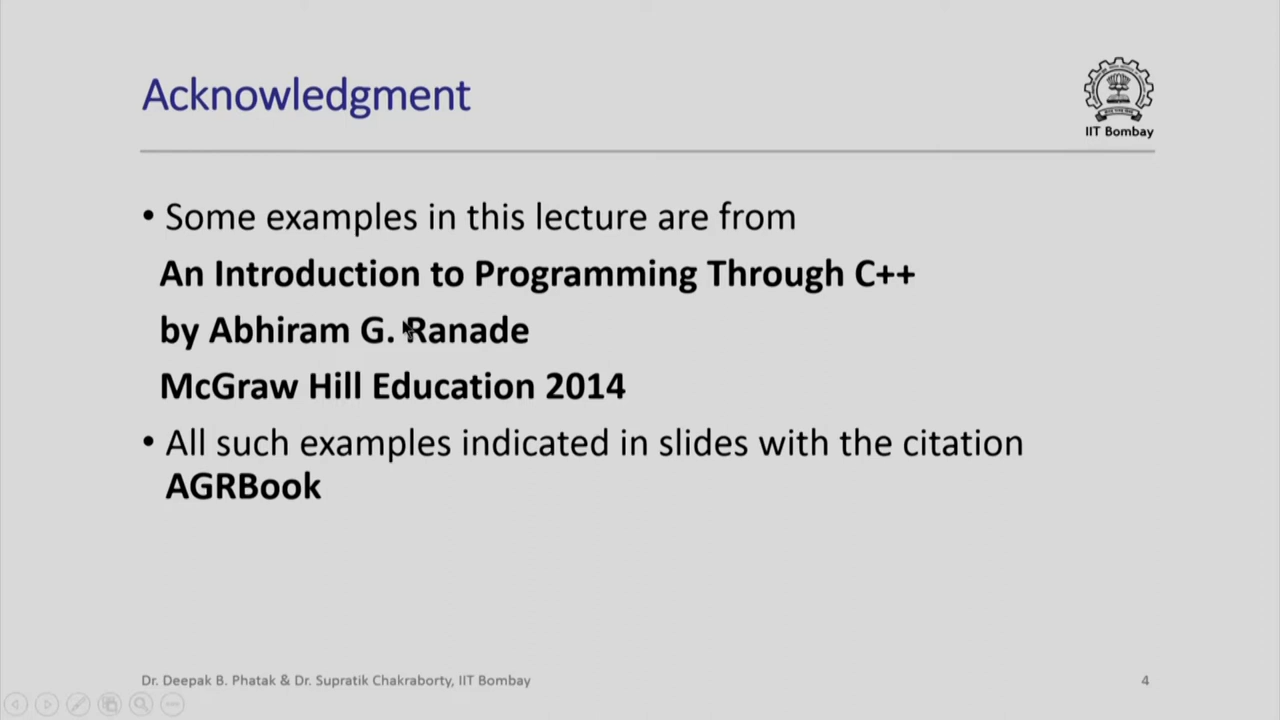 Acknowledgment
IIT Bombay
• Some examples in this lecture are from
An Introduction to Programming Through C++
by Abhiram G. Ranade
McGraw Hill Education 2014
• All such examples indicated in slides with the citation
AGRBook
Dr. Deepak B. Phatak & Dr. Supratik Chakraborty, IIT Bombay
4